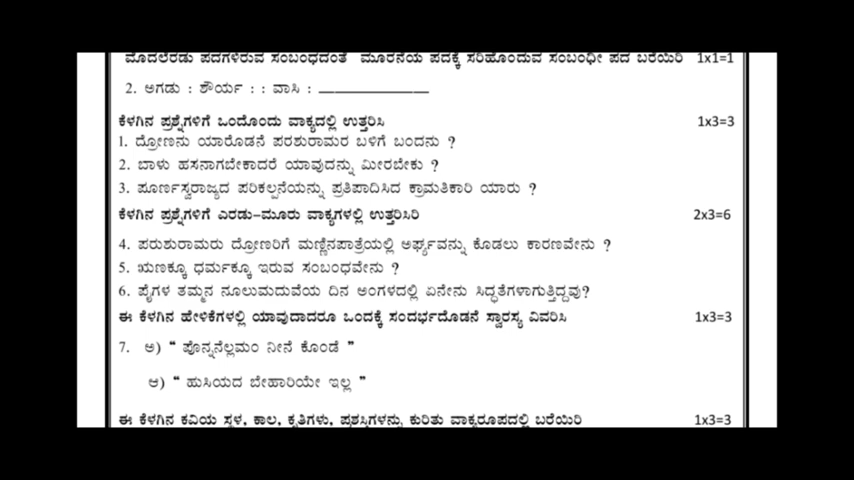 ಮೊದಲೆರಡು ಪದಗಳಿರುವ ಸಂಬಂಧದಂತೆ ಮೂರನೆಯ ಪದಕ್ಕೆ ಸರಿಹೊಂದುವ ಸಂಬಂಧೀ ಪದ ಬರೆಯಿರಿ 1x1=1
2. ಅಗಡು : ಶೌರ್ಯ : : ವಾಸಿ : ____________
ಕೆಳಗಿನ ಪ್ರಶ್ನೆಗಳಿಗೆ ಒಂದೊಂದು ವಾಕ್ಯದಲ್ಲಿ ಉತ್ತರಿಸಿ 1x3=3
1. ದ್ರೋಣನು ಯಾರೊಡನೆ ಪರಶುರಾಮರ ಬಳಿಗೆ ಬಂದನು ?
2. ಬಾಳು ಹಸನಾಗಬೇಕಾದರೆ ಯಾವುದನ್ನು ಮೀರಬೇಕು ?
3. ಪೂರ್ಣಸ್ವರಾಜ್ಯದ ಪರಿಕಲ್ಪನೆಯನ್ನು ಪ್ರತಿಪಾದಿಸಿದ ಕ್ರಾಮತಿಕಾರಿ ಯಾರು ?
ಕೆಳಗಿನ ಪ್ರಶ್ನೆಗಳಿಗೆ ಎರಡು-ಮೂರು ವಾಕ್ಯಗಳಲ್ಲಿ ಉತ್ತರಿಸಿರಿ 2x3=6
4. ಪರುಶುರಾಮರು ದ್ರೋಣರಿಗೆ ಮಣ್ಣಿನಪಾತ್ರೆಯಲ್ಲಿ ಅರ್ಘ್ಯವನ್ನು ಕೊಡಲು ಕಾರಣವೇನು ?
5. ಋಣಕ್ಕೂ ಧರ್ಮಕ್ಕೂ ಇರುವ ಸಂಬಂಧವೇನು ?
6. ಪೈಗಳ ತಮ್ಮನ ನೂಲುಮದುವೆಯ ದಿನ ಅಂಗಳದಲ್ಲಿ ಏನೇನು ಸಿದ್ಧತೆಗಳಾಗುತ್ತಿದ್ದವು?
ಈ ಕೆಳಗಿನ ಹೇಳಿಕೆಗಳಲ್ಲಿ ಯಾವುದಾದರೂ ಒಂದಕ್ಕೆ ಸಂದರ್ಭದೊಡನೆ ಸ್ವಾರಸ್ಯ ವಿವರಿಸಿ 1x3=3
7. ಅ) “ ಪೊನ್ನನೆಲ್ಲಮಂ ನೀನೆ ಕೊಂಡೆ ”
ಆ) “ ಹುಸಿಯದ ಬೇಹಾರಿಯೇ ಇಲ್ಲ ”
ಈ ಕೆಳಗಿನ ಕವಿಯ ಸ್ಥಳ, ಕಾಲ, ಕೃತಿಗಳು, ಪ್ರಶಸ್ತಿಗಳನ್ನು ಕುರಿತು ವಾಕ್ಯರೂಪದಲ್ಲಿ ಬರೆಯಿರಿ 1x3=3